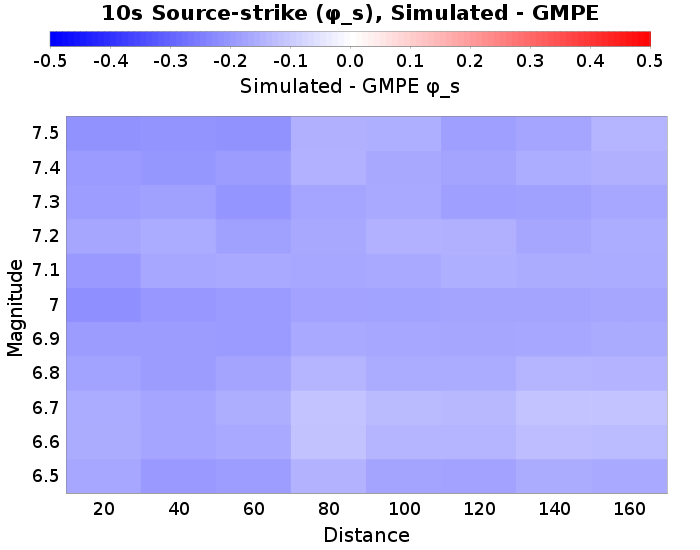 10s Source-strike (φ_s), Simulated - GMPE
-0.5 -0.4 -0.3 -0.2 -0.1 0.0 0.1 0.2 0.3 0.4 0.5
Simulated - GMPE φ_s
Magnitude
7.5
7.4
7.3
7.2
7.1
7
6.9
6.8
6.7
6.6
6.5
20 40 60 80 100 120 140 160
Distance